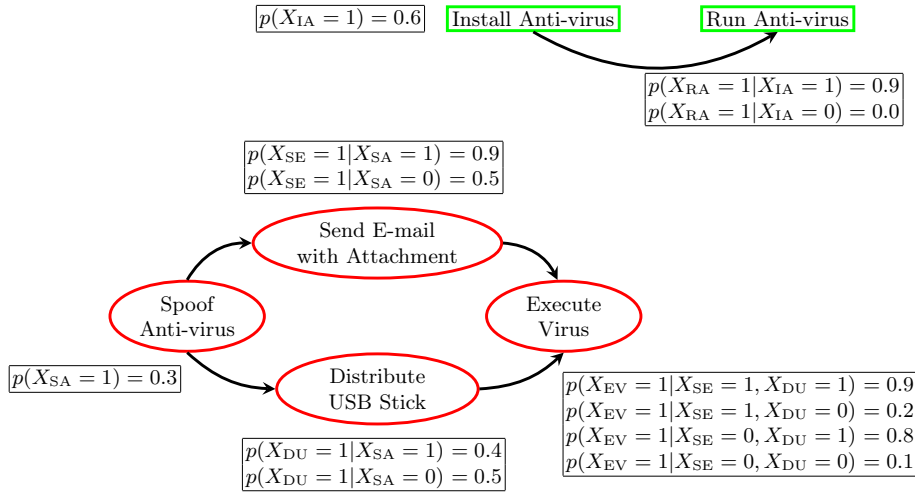 p(X_IA = 1) = 0.6
Install Anti-virus
Run Anti-virus
p(X_RA = 1|X_IA = 1) = 0.9
p(X_RA = 1|X_IA = 0) = 0.0
p(X_SE = 1|X_SA = 1) = 0.9
p(X_SE = 1|X_SA = 0) = 0.5
Send E-mail
with Attachment
Spoof
Anti-virus
Execute
Virus
p(X_SA = 1) = 0.3
Distribute
USB Stick
p(X_EV = 1|X_SE = 1, X_DU = 1) = 0.9
p(X_EV = 1|X_SE = 1, X_DU = 0) = 0.2
p(X_EV = 1|X_SE = 0, X_DU = 1) = 0.8
p(X_EV = 1|X_SE = 0, X_DU = 0) = 0.1
p(X_DU = 1|X_SA = 1) = 0.4
p(X_DU = 1|X_SA = 0) = 0.5